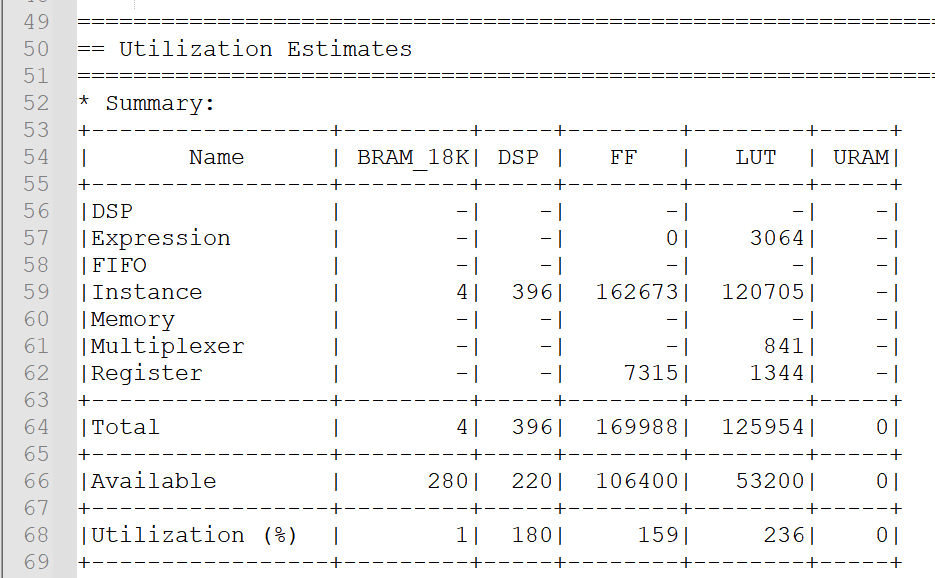 49 ==============================================================
50 == Utilization Estimates
51 ==============================================================
52 * Summary:
53 +-----------------+---------+-----+--------+--------+-----+
54 |       Name      | BRAM_18K| DSP |   FF   |   LUT  | URAM|
55 +-----------------+---------+-----+--------+--------+-----+
56 |DSP              |        -|    -|       -|       -|    -|
57 |Expression       |        -|    -|       0|    3064|    -|
58 |FIFO             |        -|    -|       -|       -|    -|
59 |Instance         |        4|  396|  162673|  120705|    -|
60 |Memory           |        -|    -|       -|       -|    -|
61 |Multiplexer      |        -|    -|       -|     841|    -|
62 |Register         |        -|    -|    7315|    1344|    -|
63 +-----------------+---------+-----+--------+--------+-----+
64 |Total            |        4|  396|  169988|  125954|    0|
65 +-----------------+---------+-----+--------+--------+-----+
66 |Available        |      280|  220|  106400|   53200|    0|
67 +-----------------+---------+-----+--------+--------+-----+
68 |Utilization (%)  |        1|  180|     159|     236|    0|
69 +-----------------+---------+-----+--------+--------+-----+